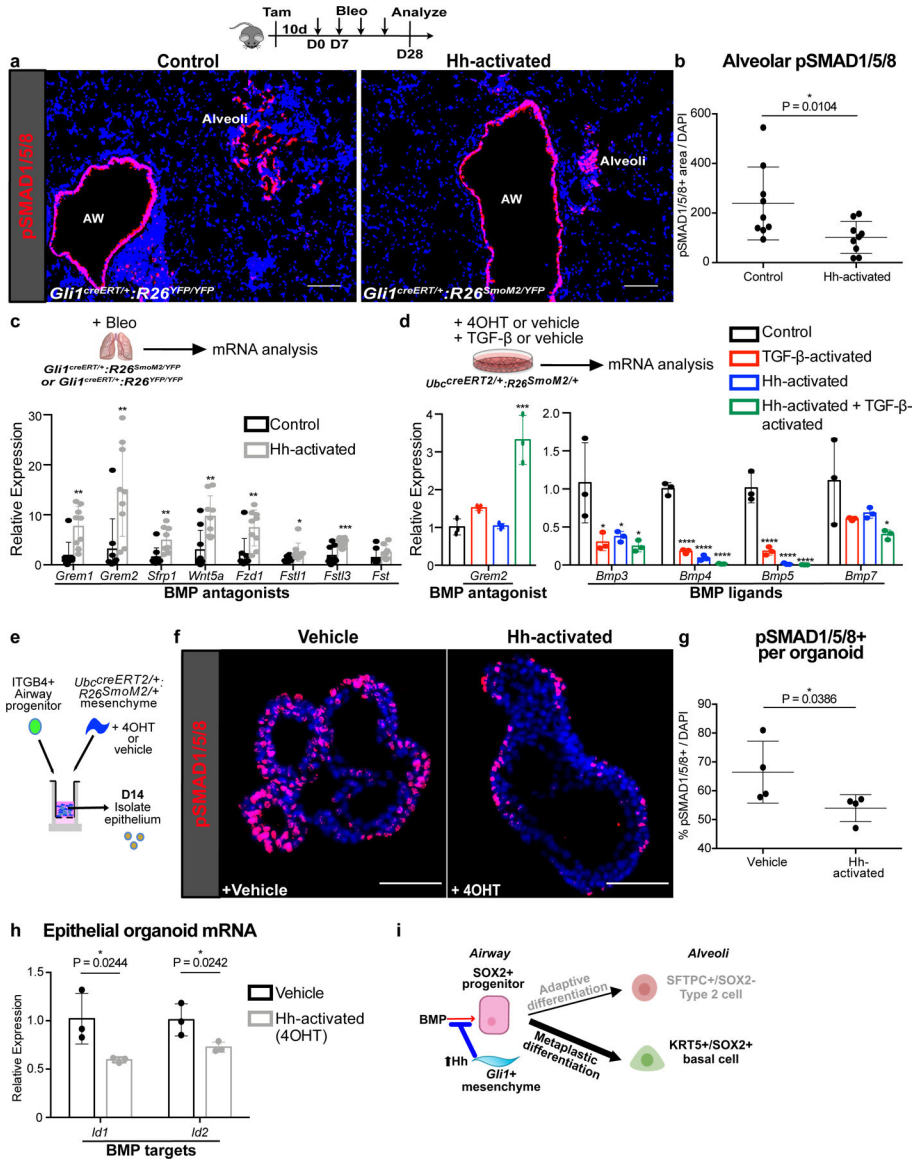 Tam
Bleo
Analyze
10d
D0
D7
D28
a
Control
Hh-activated
pSMAD1/5/8
Alveoli
AW
Gli1creERT/+:R26YFP/YFP
Alveoli
AW
Gli1creERT/+:R26SmoM2/YFP
b
Alveolar pSMAD1/5/8
*
P = 0.0104
pSMAD1/5/8+ area / DAPI
600
400
200
0
Control
Hh-activated
c
+ Bleo
mRNA analysis
Gli1creERT/+:R26SmoM2/YFP
or Gli1creERT/+:R26YFP/YFP
Relative Expression
30
20
10
0
Control
Hh-activated
**
**
**
**
**
*
***
Grem1 Grem2 Sfrp1 Wnt5a Fzd1 Fstl1 Fstl3 Fst
BMP antagonists
d
+ 4OHT or vehicle
+ TGF-β or vehicle
mRNA analysis
UbccreERT2/+:R26SmoM2/+
Control
TGF-β-activated
Hh-activated
Hh-activated + TGF-β-
activated
Relative Expression
4
3
2
1
0
***
Grem2
BMP antagonist
2.0
1.5
1.0
0.5
0.0
* * *
**** **** ****
**** **** ****
*
Bmp3 Bmp4 Bmp5 Bmp7
BMP ligands
e
ITGB4+
Airway
progenitor
UbccreERT2/+:
R26SmoM2/+
mesenchyme
+ 4OHT
or
vehicle
D14
Isolate
epithelium
f
Vehicle
Hh-activated
pSMAD1/5/8
+Vehicle
+ 4OHT
g
pSMAD1/5/8+
per organoid
*
P = 0.0386
% pSMAD1/5/8+ / DAPI
90
80
70
60
50
40
Vehicle
Hh-
activated
h
Epithelial organoid mRNA
*
P = 0.0244
*
P = 0.0242
Relative Expression
1.5
1.0
0.5
0
Vehicle
Hh-activated
(4OHT)
Id1
Id2
BMP targets
i
Airway
Alveoli
SOX2+
progenitor
BMP
Adaptive
differentiation
SFTPC+/SOX2-
Type 2 cell
Metaplastic
differentiation
KRT5+/SOX2+
basal cell
Hh
Gli1+
mesenchyme